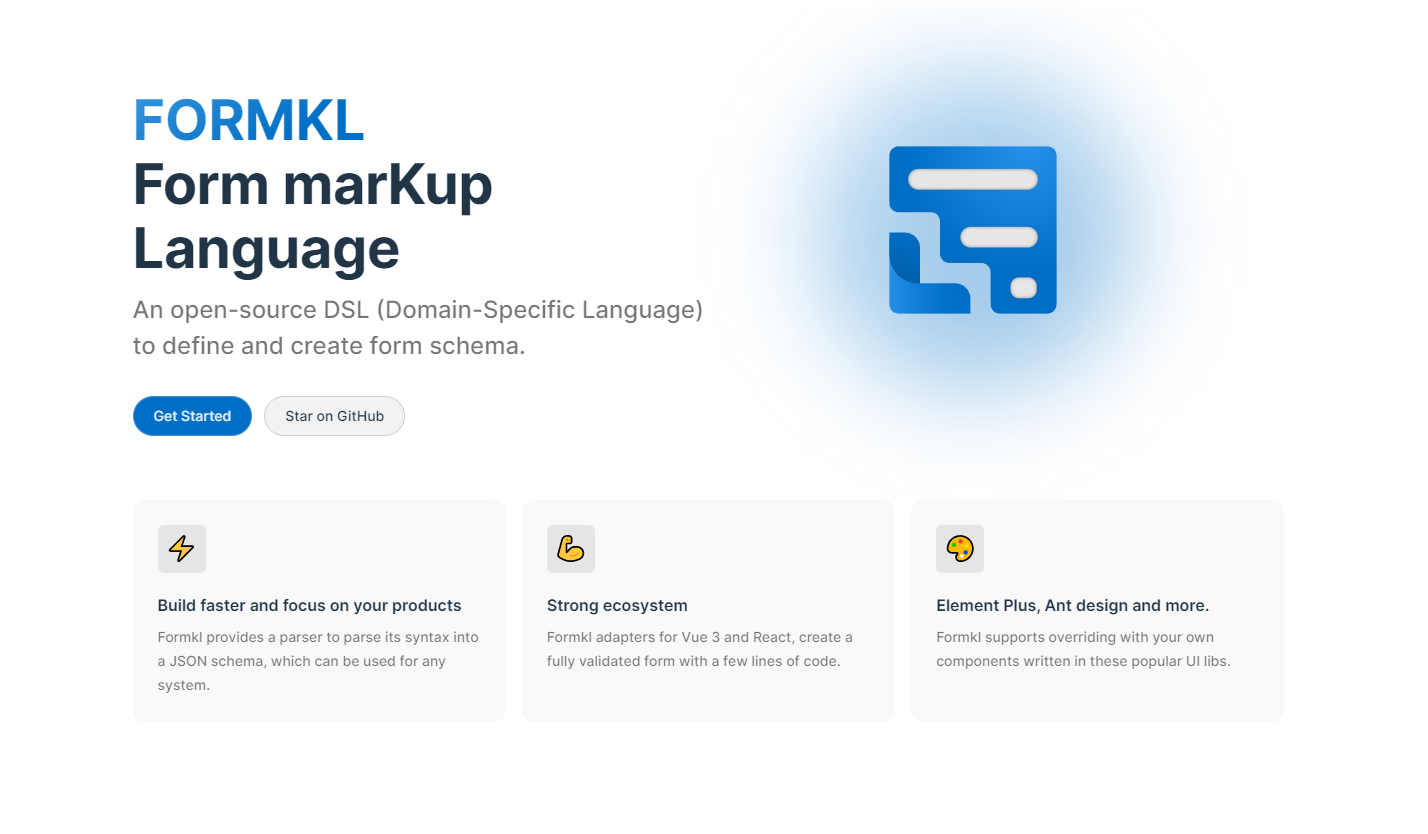 FORMKL
Form marKup
Language
An open-source DSL (Domain-Specific Language)
to define and create form schema.
Get Started
Star on GitHub
Build faster and focus on your products
Formkl provides a parser to parse its syntax into
a JSON schema, which can be used for any
system.
Strong ecosystem
Formkl adapters for Vue 3 and React, create a
fully validated form with a few lines of code.
Element Plus, Ant design and more.
Formkl supports overriding with your own
components written in these popular UI libs.